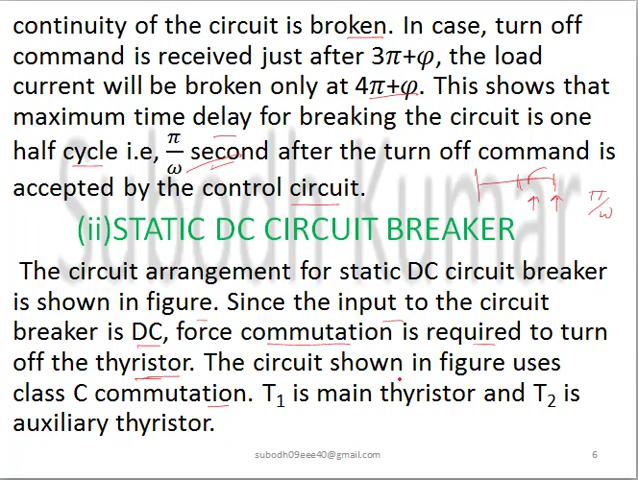 continuity of the circuit is broken. In case, turn off
command is received just after 3π+φ, the load
current will be broken only at 4π+φ. This shows that
maximum time delay for breaking the circuit is one
half cycle i.e, π/ω second after the turn off command is
accepted by the control circuit.
π/ω
(ii)STATIC DC CIRCUIT BREAKER
The circuit arrangement for static DC circuit breaker
is shown in figure. Since the input to the circuit
breaker is DC, force commutation is required to turn
off the thyristor. The circuit shown in figure uses
class C commutation. T₁ is main thyristor and T₂ is
auxiliary thyristor.
Subodh Kumar
subodh09eee40@gmail.com
6